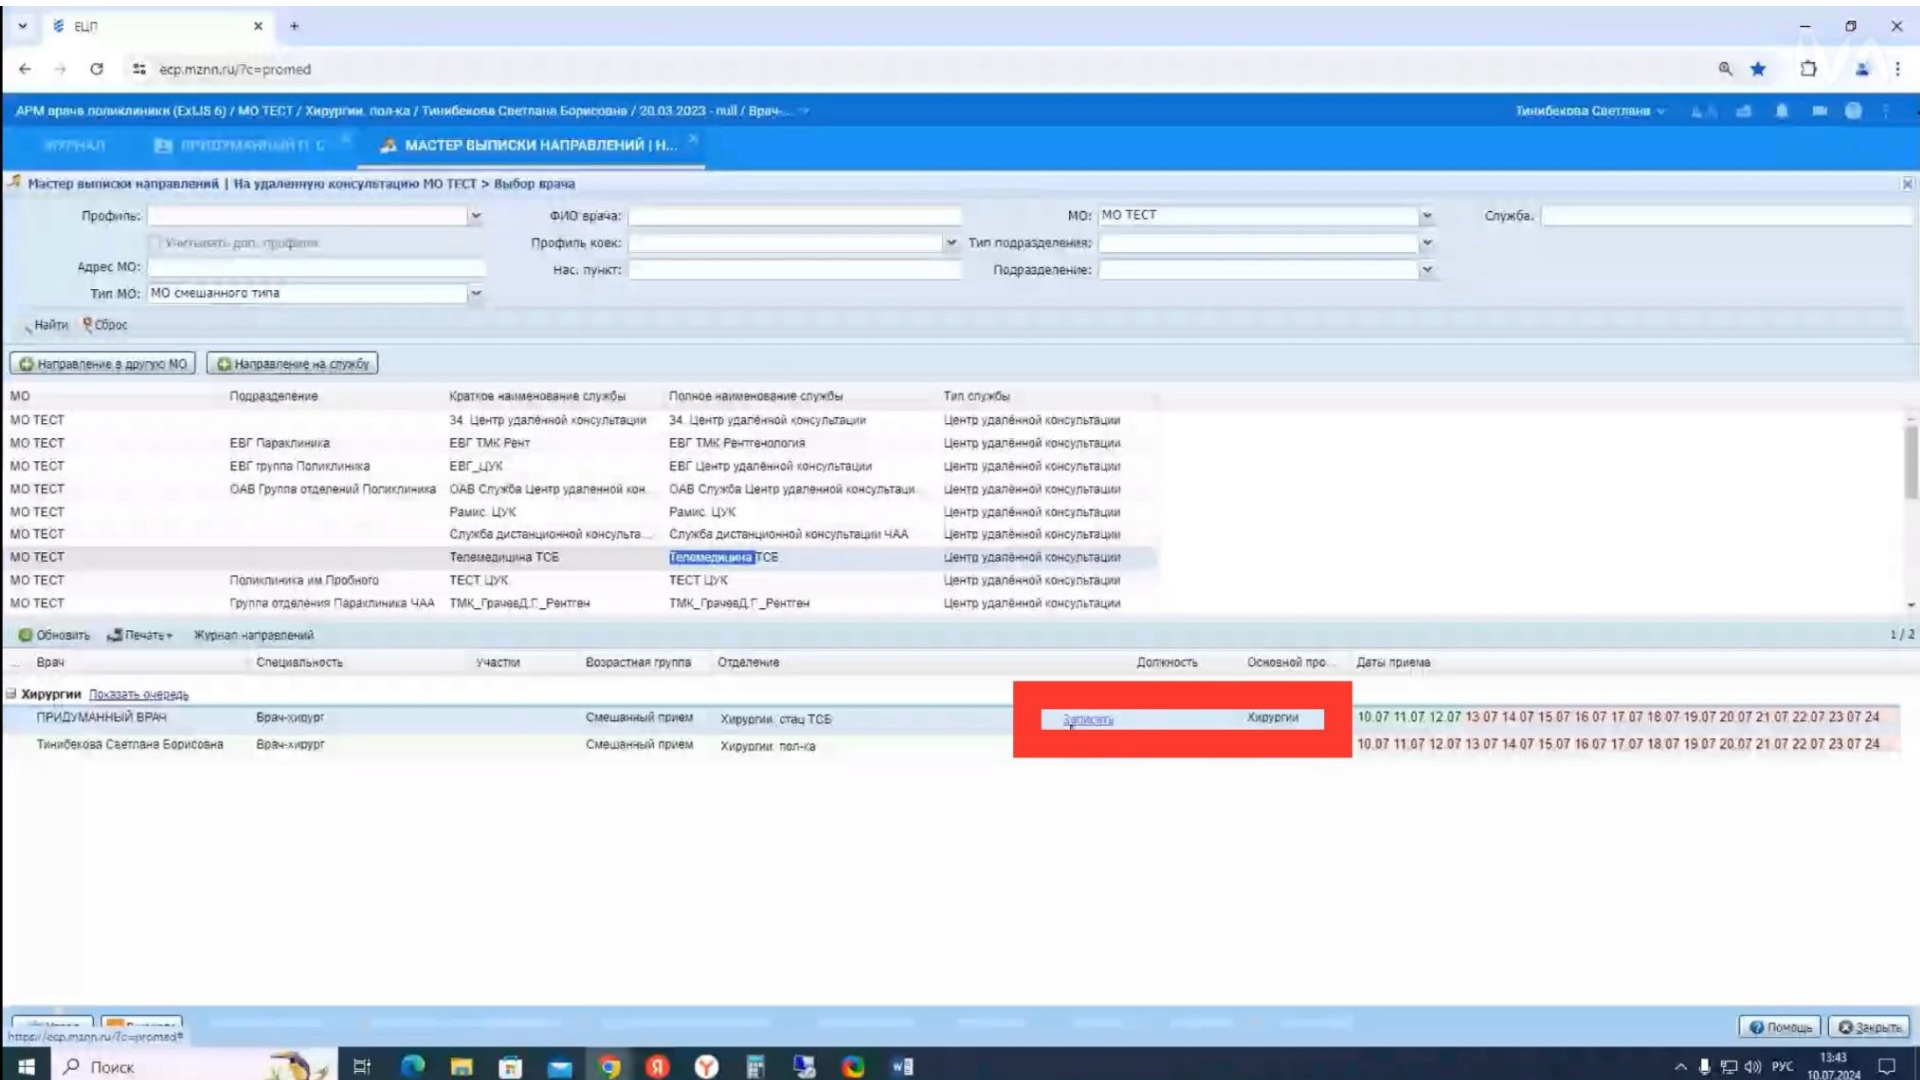 ЕЦП
ecp.mznn.ru/?c=promed
АРМ врача поликлиники (ExtJS 6) / МО ТЕСТ / Хирургии. пол-ка / Тинибекова Светлана Борисовна / 20.03.2023 - null / Врач-...
Тинибекова Светлана
ЖУРНАЛ
ПРИДУМАННЫЙ П. С
МАСТЕР ВЫПИСКИ НАПРАВЛЕНИЙ | Н...
Мастер выписки направлений | На удаленную консультацию МО ТЕСТ > Выбор врача
Профиль: ФИО врача: МО: МО ТЕСТ Служба:
Учитывать доп. профили Профиль коек: Тип подразделения:
Адрес МО: Нас. пункт: Подразделение:
Тип МО: МО смешанного типа
Найти Сброс
Направление в другую МО Направление на службу
МО Подразделение Краткое наименование службы Полное наименование службы Тип службы
МО ТЕСТ 34. Центр удалённой консультации 34. Центр удалённой консультации Центр удалённой консультации
МО ТЕСТ ЕВГ Параклиника ЕВГ ТМК Рент ЕВГ ТМК Рентгенология Центр удалённой консультации
МО ТЕСТ ЕВГ группа Поликлиника ЕВГ_ЦУК ЕВГ Центр удалённой консультации Центр удалённой консультации
МО ТЕСТ ОАВ Группа отделений Поликлиника ОАВ Служба Центр удаленной кон... ОАВ Служба Центр удаленной консультаци... Центр удалённой консультации
МО ТЕСТ Рамис. ЦУК Рамис. ЦУК Центр удалённой консультации
МО ТЕСТ Служба дистанционной консульта... Служба дистанционной консультации ЧАА Центр удалённой консультации
МО ТЕСТ Телемедицина ТСБ Телемедицина ТСБ Центр удалённой консультации
МО ТЕСТ Поликлиника им Пробного ТЕСТ ЦУК ТЕСТ ЦУК Центр удалённой консультации
МО ТЕСТ Группа отделения Параклиника ЧАА ТМК_ГрачевД.Г._Рентген ТМК_ГрачевД.Г._Рентген Центр удалённой консультации
Обновить Печать Журнал направлений 1 / 2
... Врач Специальность Участки Возрастная группа Отделение Должность Основной про... Даты приема
Хирургии Показать очередь
ПРИДУМАННЫЙ ВРАЧ Врач-хирург Смешанный прием Хирургии. стац ТСБ Записать Хирургии 10.07 11.07 12.07 13.07 14.07 15.07 16.07 17.07 18.07 19.07 20.07 21.07 22.07 23.07 24
Тинибекова Светлана Борисовна Врач-хирург Смешанный прием Хирургии. пол-ка 10.07 11.07 12.07 13.07 14.07 15.07 16.07 17.07 18.07 19.07 20.07 21.07 22.07 23.07 24
https://ecp.mznn.ru/?c=promed#
Помощь Закрыть
Поиск
РУС
13:43
10.07.2024